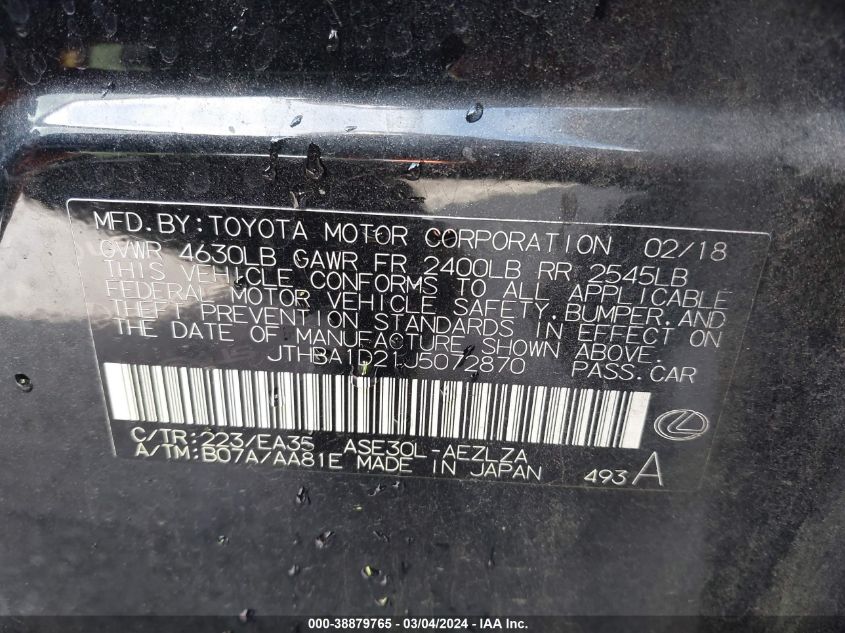 MFD.BY:TOYOTA MOTOR CORPORATION 02/18
GVWR 4630LB GAWR FR 2400LB RR 2545LB
THIS VEHICLE CONFORMS TO ALL APPLICABLE
FEDERAL MOTOR VEHICLE SAFETY,BUMPER,AND
THEFT PREVENTION STANDARDS IN EFFECT ON
THE DATE OF MANUFACTURE SHOWN ABOVE.
JTHBA1D21J5072870 PASS.CAR
C/TR:223/EA35 ASE30L-AEZLZA
A/TM:B07A/AA81E MADE IN JAPAN 493 A
000-38879765 - 03/04/2024 - IAA Inc.